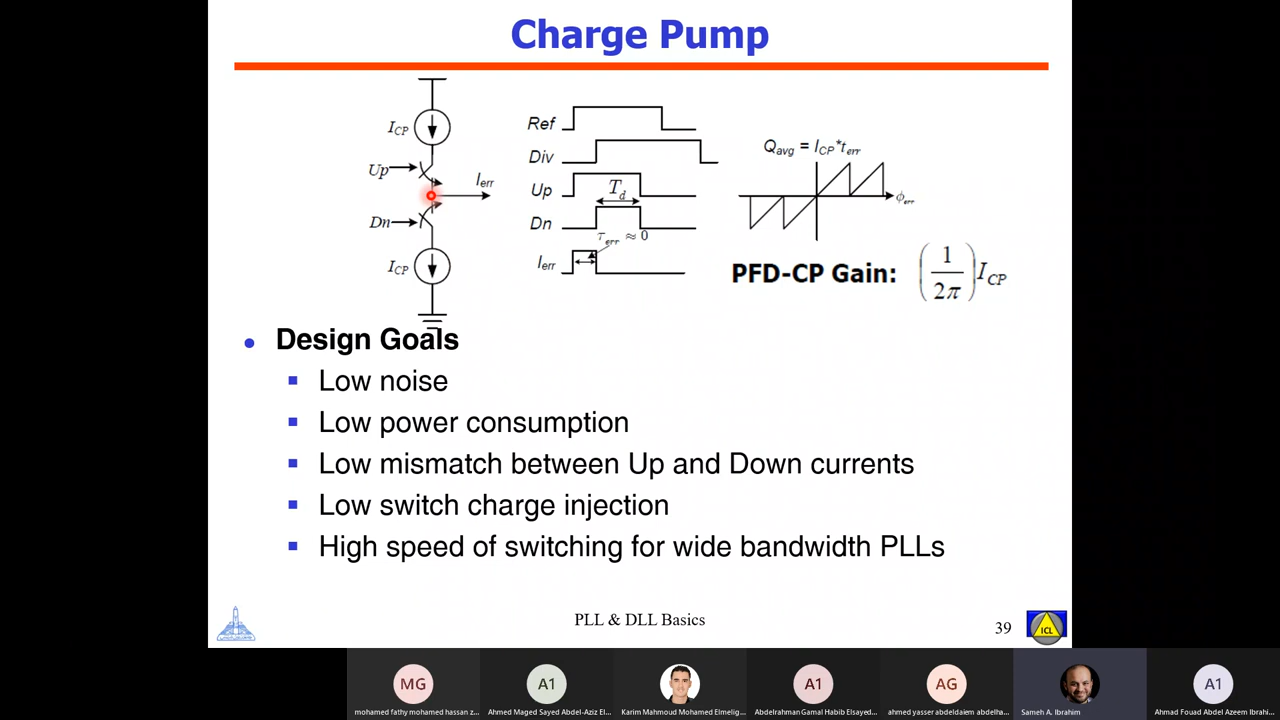 Charge Pump
I_CP
Up
I_err
Dn
I_CP
Ref
Div
Up
T_d
Dn
τ_err ≈ 0
I_err
Q_avg = I_CP*t_err
ϕ_err
PFD-CP Gain: (1/2π) I_CP
• Design Goals
▪ Low noise
▪ Low power consumption
▪ Low mismatch between Up and Down currents
▪ Low switch charge injection
▪ High speed of switching for wide bandwidth PLLs
PLL & DLL Basics
39
ICL
MG
mohamed fathy mohamed hassan z...
A1
Ahmed Maged Sayed Abdel-Aziz El...
Karim Mahmoud Mohamed Elmelig...
A1
Abdelrahman Gamal Habib Elsayed...
AG
ahmed yasser abdeldaiem abdelha...
Sameh A. Ibrahim
A1
Ahmad Fouad Abdel Azeem Ibrahi...